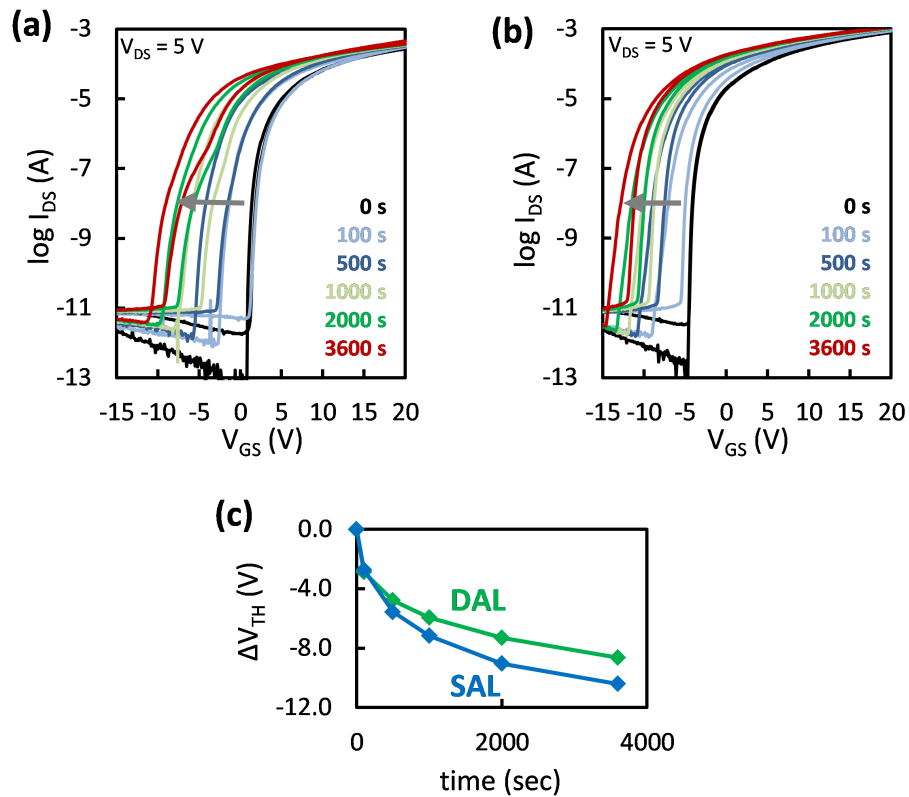 (a)
V_DS = 5 V
-3
-5
-7
-9
-11
-13
log I_DS (A)
0 s
100 s
500 s
1000 s
2000 s
3600 s
-15 -10 -5 0 5 10 15 20
V_GS (V)
(b)
V_DS = 5 V
-3
-5
-7
-9
-11
-13
log I_DS (A)
0 s
100 s
500 s
1000 s
2000 s
3600 s
-15 -10 -5 0 5 10 15 20
V_GS (V)
(c)
0.0
-4.0
-8.0
-12.0
ΔV_TH (V)
DAL
SAL
0 2000 4000
time (sec)